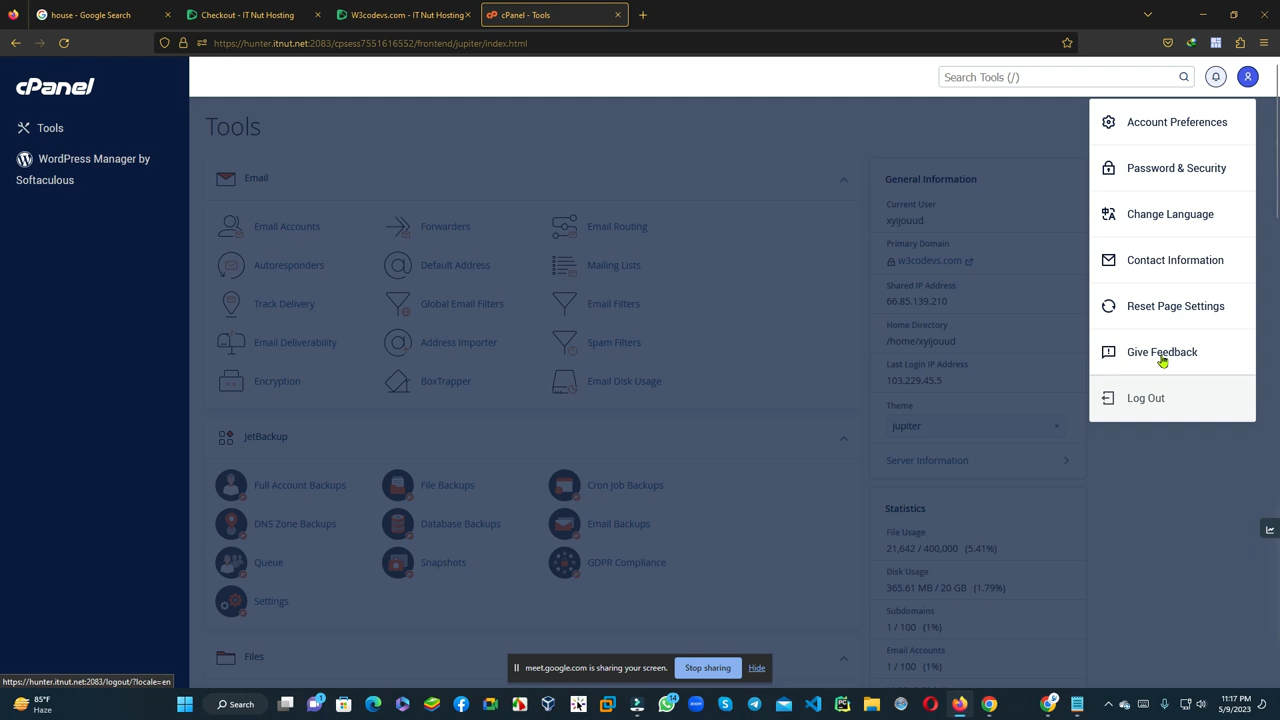 house - Google Search
Checkout - IT Nut Hosting
W3codevs.com - IT Nut Hosting
cPanel - Tools
https://hunter.itnut.net:2083/cpsess7551616552/frontend/jupiter/index.html
cPanel
Search Tools (/)
Tools
WordPress Manager by
Softaculous
Tools
Email
Email Accounts
Forwarders
Email Routing
Autoresponders
Default Address
Mailing Lists
Track Delivery
Global Email Filters
Email Filters
Email Deliverability
Address Importer
Spam Filters
Encryption
BoxTrapper
Email Disk Usage
JetBackup
Full Account Backups
File Backups
Cron Job Backups
DNS Zone Backups
Database Backups
Email Backups
Queue
Snapshots
GDPR Compliance
Settings
Files
General Information
Current User
xyijouud
Primary Domain
w3codevs.com
Shared IP Address
66.85.139.210
Home Directory
/home/xyijouud
Last Login IP Address
103.229.45.5
Theme
jupiter
Server Information
Statistics
File Usage
21,642 / 400,000 (5.41%)
Disk Usage
365.61 MB / 20 GB (1.79%)
Subdomains
1 / 100 (1%)
Email Accounts
1 / 100 (1%)
Account Preferences
Password & Security
Change Language
Contact Information
Reset Page Settings
Give Feedback
Log Out
meet.google.com is sharing your screen.
Stop sharing
Hide
https://hunter.itnut.net:2083/logout/?locale=en
85°F
Haze
Search
1
14
11:17 PM
5/9/2023